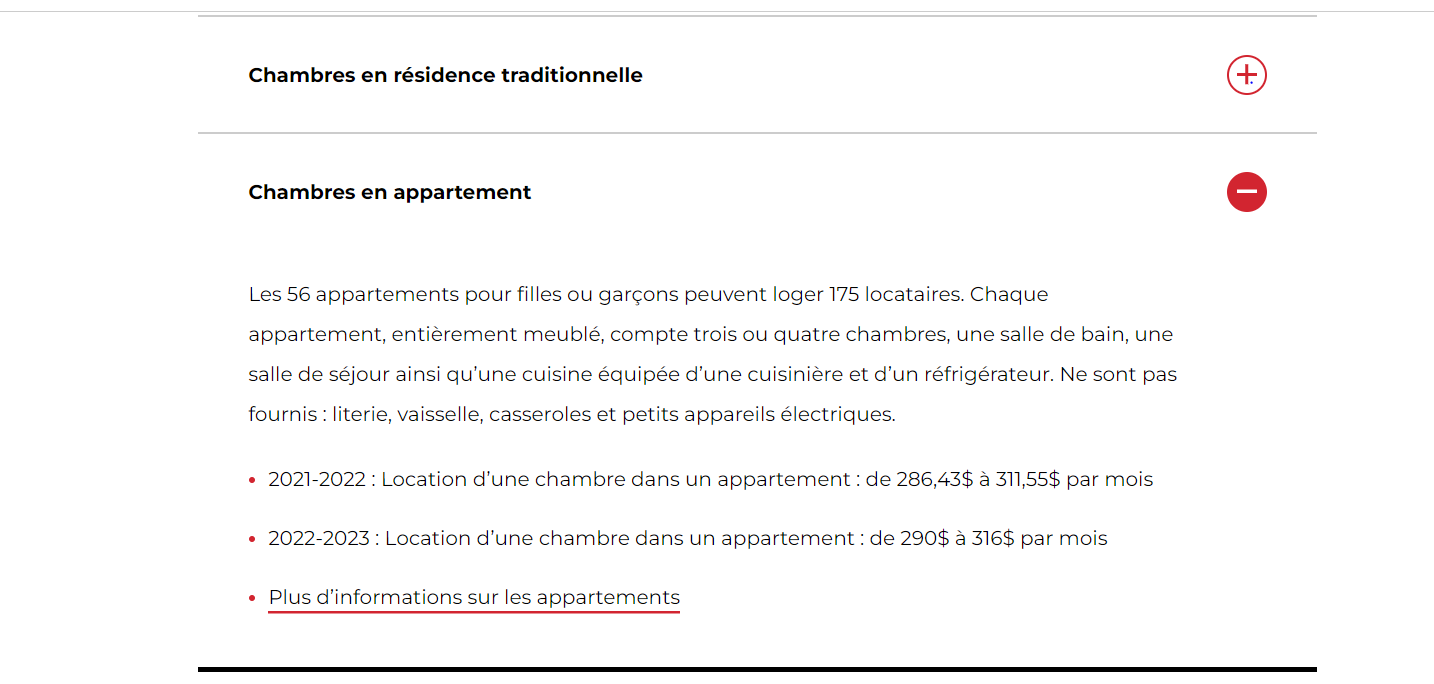 Chambres en résidence traditionnelle
Chambres en appartement
Les 56 appartements pour filles ou garçons peuvent loger 175 locataires. Chaque
appartement, entièrement meublé, compte trois ou quatre chambres, une salle de bain, une
salle de séjour ainsi qu’une cuisine équipée d’une cuisinière et d’un réfrigérateur. Ne sont pas
fournis : literie, vaisselle, casseroles et petits appareils électriques.
• 2021-2022 : Location d’une chambre dans un appartement : de 286,43$ à 311,55$ par mois
• 2022-2023 : Location d’une chambre dans un appartement : de 290$ à 316$ par mois
• Plus d’informations sur les appartements